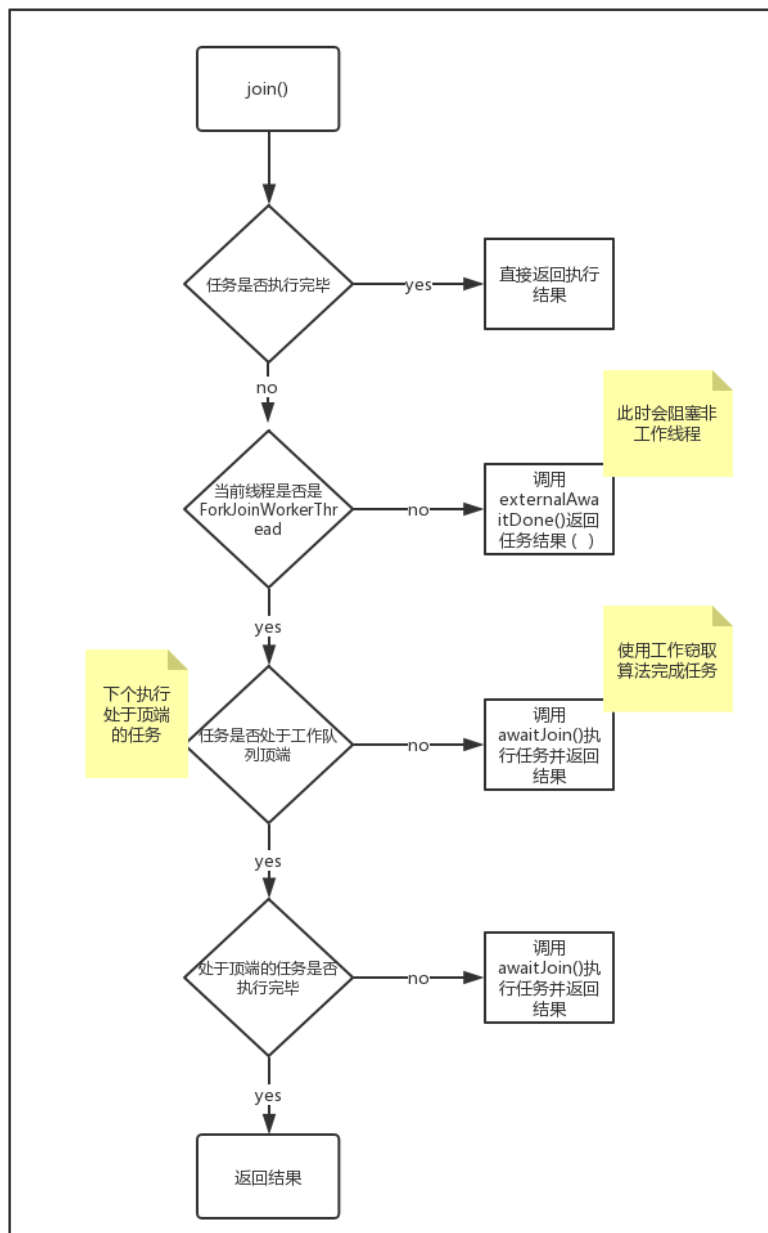 join()
任务是否执行完毕
yes
直接返回执行
结果
no
此时会阻塞非
工作线程
当前线程是否是
ForkJoinWorkerThr
ead
no
调用
externalAwa
itDone()返回
任务结果（ ）
yes
使用工作窃取
算法完成任务
下个执行
处于顶端
的任务
任务是否处于工作队
列顶端
no
调用
awaitJoin()执
行任务并返回
结果
yes
处于顶端的任务是否
执行完毕
no
调用
awaitJoin()执
行任务并返回
结果
yes
返回结果